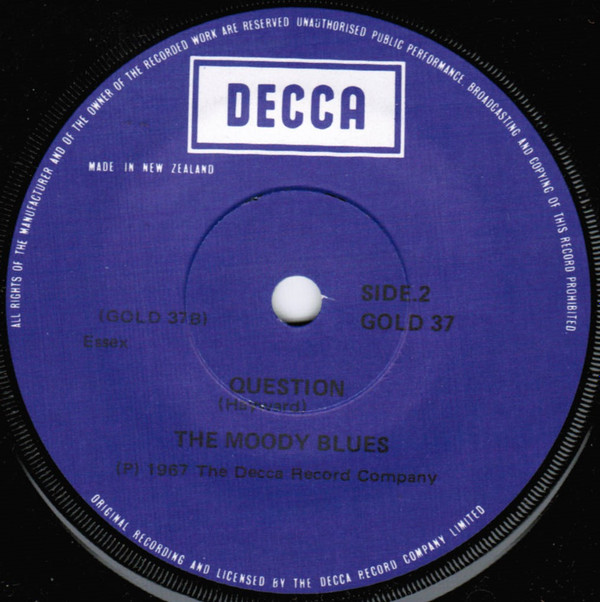 ALL RIGHTS OF THE MANUFACTURER AND OF THE OWNER OF THE RECORDED WORK ARE RESERVED UNAUTHORISED PUBLIC PERFORMANCE, BROADCASTING AND COPYING OF THIS RECORD PROHIBITED.
DECCA
MADE IN NEW ZEALAND
SIDE.2
(GOLD 37B)
GOLD 37
Essex
QUESTION
(Hayward)
THE MOODY BLUES
(P) 1967 The Decca Record Company
ORIGINAL RECORDING AND LICENSED BY THE DECCA RECORD COMPANY LIMITED